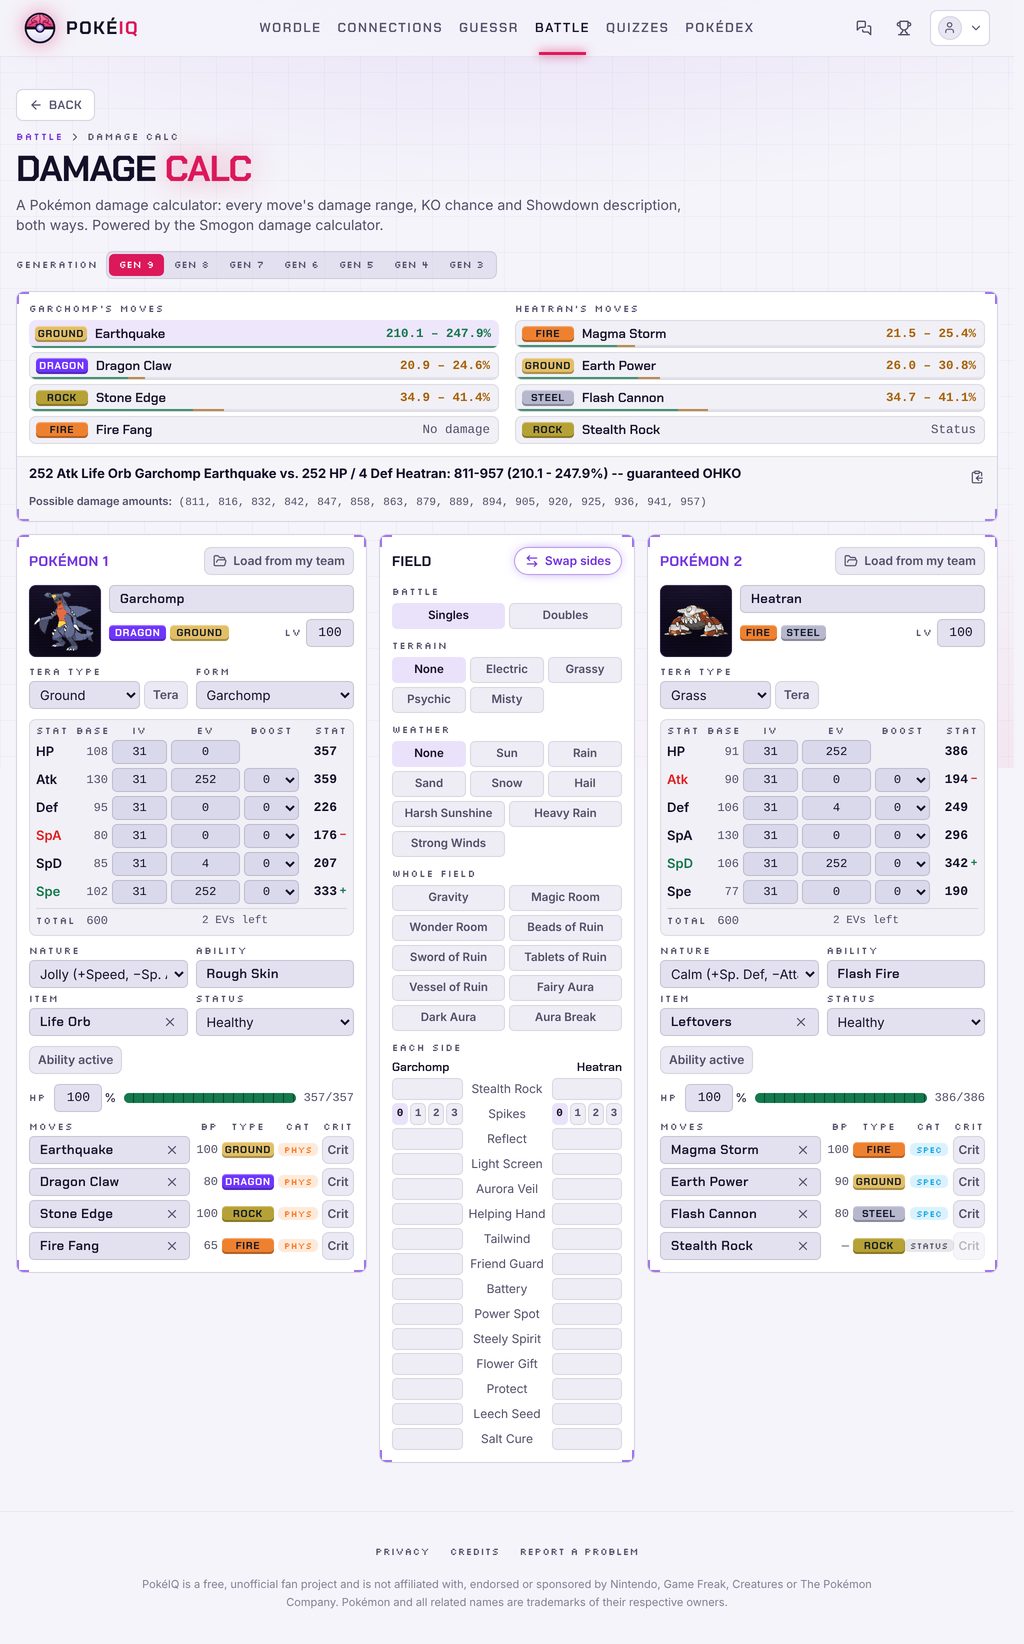 POKÉIQ
WORDLE CONNECTIONS GUESSR BATTLE QUIZZES POKÉDEX
BACK
BATTLE > DAMAGE CALC
DAMAGE CALC
A Pokémon damage calculator: every move's damage range, KO chance and Showdown description,
both ways. Powered by the Smogon damage calculator.
GENERATION GEN 9 GEN 8 GEN 7 GEN 6 GEN 5 GEN 4 GEN 3
GARCHOMP'S MOVES
GROUND Earthquake 210.1 – 247.9%
DRAGON Dragon Claw 20.9 – 24.6%
ROCK Stone Edge 34.9 – 41.4%
FIRE Fire Fang No damage
HEATRAN'S MOVES
FIRE Magma Storm 21.5 – 25.4%
GROUND Earth Power 26.0 – 30.8%
STEEL Flash Cannon 34.7 – 41.1%
ROCK Stealth Rock Status
252 Atk Life Orb Garchomp Earthquake vs. 252 HP / 4 Def Heatran: 811-957 (210.1 - 247.9%) -- guaranteed OHKO
Possible damage amounts: (811, 816, 832, 842, 847, 858, 863, 879, 889, 894, 905, 920, 925, 936, 941, 957)
POKÉMON 1 Load from my team
Garchomp
DRAGON GROUND LV 100
TERA TYPE FORM
Ground Tera Garchomp
STAT BASE IV EV BOOST STAT
HP 108 31 0 357
Atk 130 31 252 0 359
Def 95 31 0 0 226
SpA 80 31 0 0 176 −
SpD 85 31 4 0 207
Spe 102 31 252 0 333 +
TOTAL 600 2 EVs left
NATURE ABILITY
Jolly (+Speed, −Sp. A Rough Skin
ITEM STATUS
Life Orb Healthy
Ability active
HP 100 % 357/357
MOVES BP TYPE CAT CRIT
Earthquake 100 GROUND PHYS Crit
Dragon Claw 80 DRAGON PHYS Crit
Stone Edge 100 ROCK PHYS Crit
Fire Fang 65 FIRE PHYS Crit
FIELD Swap sides
BATTLE
Singles Doubles
TERRAIN
None Electric Grassy
Psychic Misty
WEATHER
None Sun Rain
Sand Snow Hail
Harsh Sunshine Heavy Rain
Strong Winds
WHOLE FIELD
Gravity Magic Room
Wonder Room Beads of Ruin
Sword of Ruin Tablets of Ruin
Vessel of Ruin Fairy Aura
Dark Aura Aura Break
EACH SIDE
Garchomp Heatran
Stealth Rock
0 1 2 3 Spikes 0 1 2 3
Reflect
Light Screen
Aurora Veil
Helping Hand
Tailwind
Friend Guard
Battery
Power Spot
Steely Spirit
Flower Gift
Protect
Leech Seed
Salt Cure
POKÉMON 2 Load from my team
Heatran
FIRE STEEL LV 100
TERA TYPE
Grass Tera
STAT BASE IV EV BOOST STAT
HP 91 31 252 386
Atk 90 31 0 0 194 −
Def 106 31 4 0 249
SpA 130 31 0 0 296
SpD 106 31 252 0 342 +
Spe 77 31 0 0 190
TOTAL 600 2 EVs left
NATURE ABILITY
Calm (+Sp. Def, −Att Flash Fire
ITEM STATUS
Leftovers Healthy
Ability active
HP 100 % 386/386
MOVES BP TYPE CAT CRIT
Magma Storm 100 FIRE SPEC Crit
Earth Power 90 GROUND SPEC Crit
Flash Cannon 80 STEEL SPEC Crit
Stealth Rock — ROCK STATUS Crit
PRIVACY CREDITS REPORT A PROBLEM
PokéIQ is a free, unofficial fan project and is not affiliated with, endorsed or sponsored by Nintendo, Game Freak, Creatures or The Pokémon
Company. Pokémon and all related names are trademarks of their respective owners.